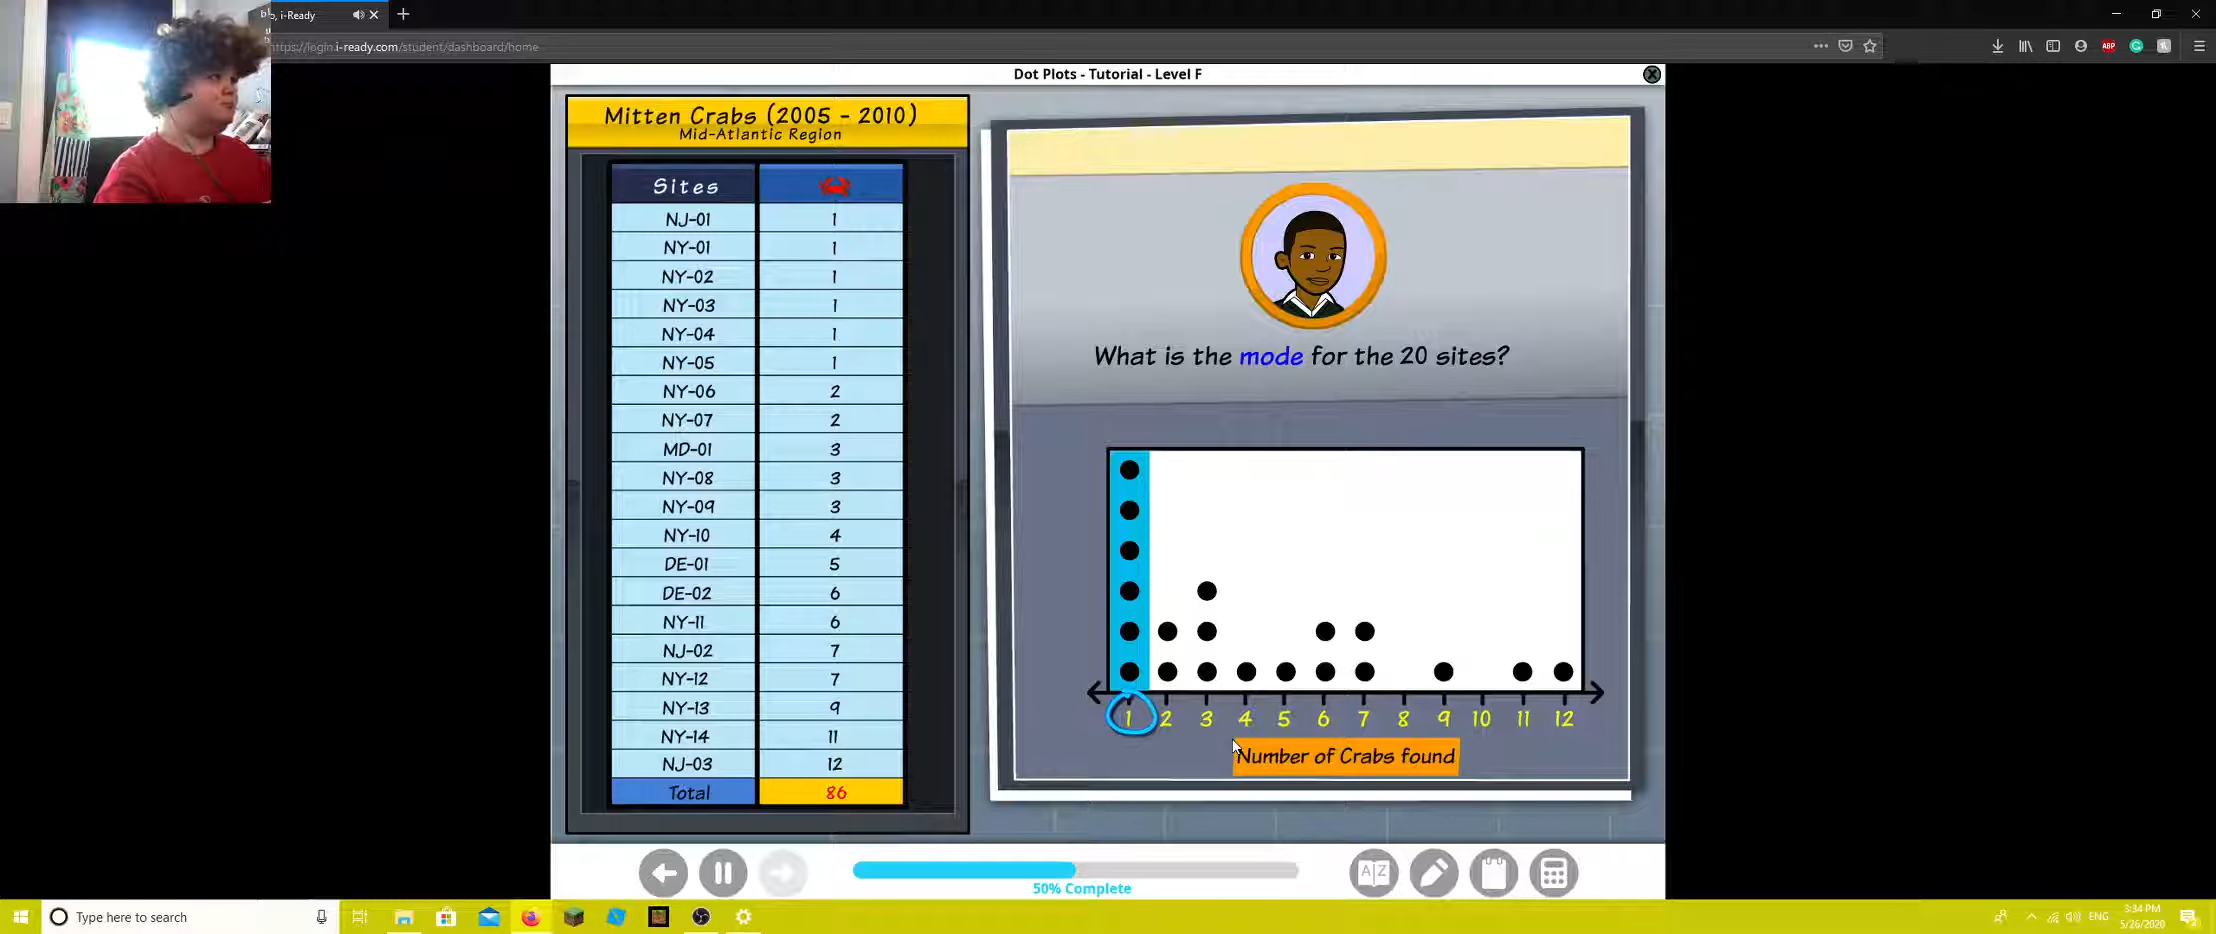 b, i-Ready
https://login.i-ready.com/student/dashboard/home
ABP
Dot Plots - Tutorial - Level F
Mitten Crabs (2005 - 2010)
Mid-Atlantic Region
Sites
NJ-01 1
NY-01 1
NY-02 1
NY-03 1
NY-04 1
NY-05 1
NY-06 2
NY-07 2
MD-01 3
NY-08 3
NY-09 3
NY-10 4
DE-01 5
DE-02 6
NY-11 6
NJ-02 7
NY-12 7
NY-13 9
NY-14 11
NJ-03 12
Total 86
What is the mode for the 20 sites?
1 2 3 4 5 6 7 8 9 10 11 12
Number of Crabs found
50% Complete
A Z
Type here to search
ENG
3:34 PM
5/26/2020